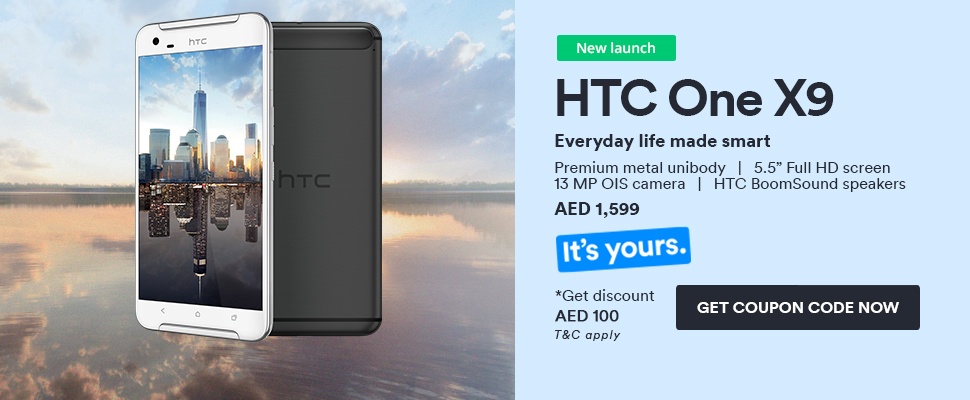 hTC
hTC
New launch
HTC One X9
Everyday life made smart
Premium metal unibody | 5.5” Full HD screen
13 MP OIS camera | HTC BoomSound speakers
AED 1,599
It's yours.
*Get discount
AED 100
T&C apply
GET COUPON CODE NOW